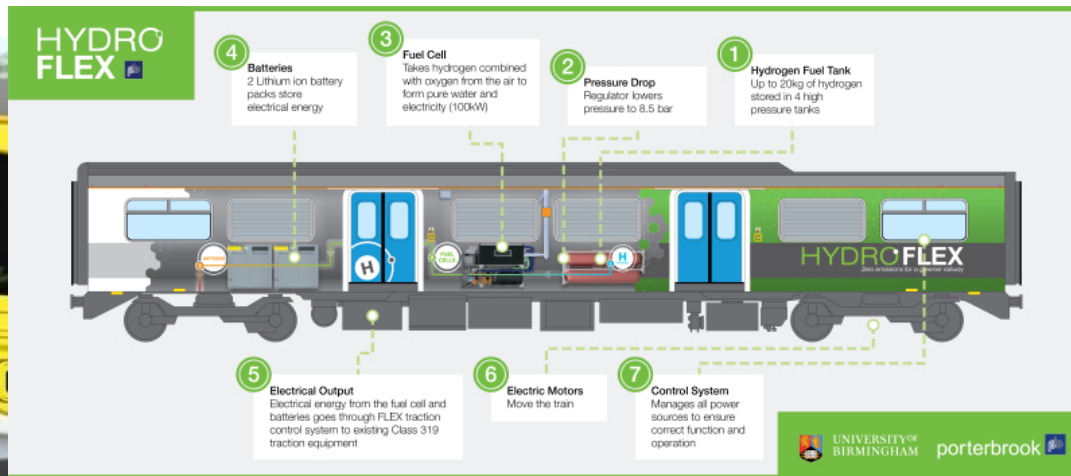 HYDRO
FLEX
4
Batteries
2 Lithium ion battery
packs store
electrical energy
3
Fuel Cell
Takes hydrogen combined
with oxygen from the air to
form pure water and
electricity (100kW)
2
Pressure Drop
Regulator lowers
pressure to 8.5 bar
1
Hydrogen Fuel Tank
Up to 20kg of hydrogen
stored in 4 high
pressure tanks
BATTERIES
H
FUEL
CELLS
H
HYDROFLEX
Zero emissions for a greener railway
5
Electrical Output
Electrical energy from the fuel cell and
batteries goes through FLEX traction
control system to existing Class 319
traction equipment
6
Electric Motors
Move the train
7
Control System
Manages all power
sources to ensure
correct function and
operation
UNIVERSITY OF
BIRMINGHAM
porterbrook